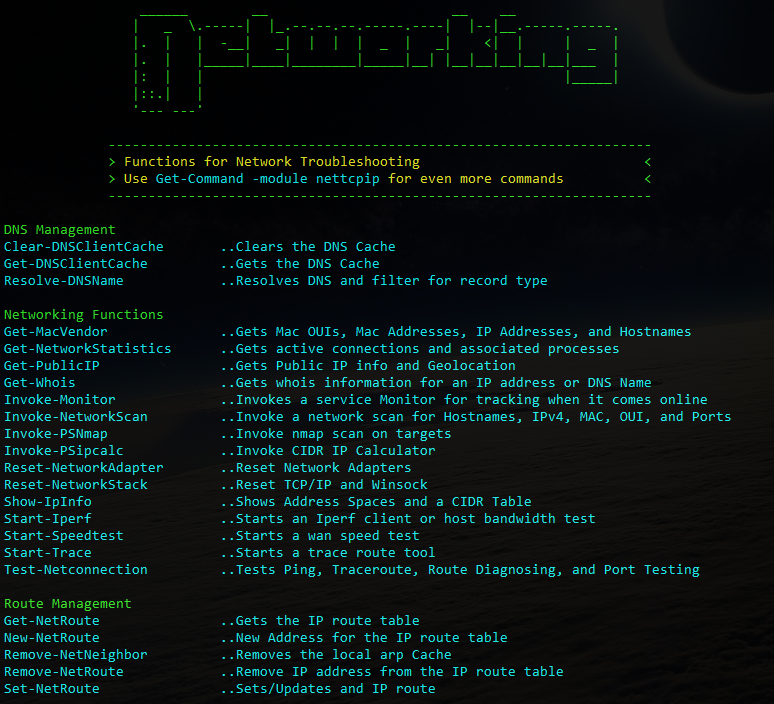 Networking
> Functions for Network Troubleshooting <
> Use Get-Command -module nettcpip for even more commands <
DNS Management
Clear-DNSClientCache ..Clears the DNS Cache
Get-DNSClientCache ..Gets the DNS Cache
Resolve-DNSName ..Resolves DNS and filter for record type
Networking Functions
Get-MacVendor ..Gets Mac OUIs, Mac Addresses, IP Addresses, and Hostnames
Get-NetworkStatistics ..Gets active connections and associated processes
Get-PublicIP ..Gets Public IP info and Geolocation
Get-Whois ..Gets whois information for an IP address or DNS Name
Invoke-Monitor ..Invokes a service Monitor for tracking when it comes online
Invoke-NetworkScan ..Invoke a network scan for Hostnames, IPv4, MAC, OUI, and Ports
Invoke-PSNmap ..Invoke nmap scan on targets
Invoke-PSipcalc ..Invoke CIDR IP Calculator
Reset-NetworkAdapter ..Reset Network Adapters
Reset-NetworkStack ..Reset TCP/IP and Winsock
Show-IpInfo ..Shows Address Spaces and a CIDR Table
Start-Iperf ..Starts an Iperf client or host bandwidth test
Start-Speedtest ..Starts a wan speed test
Start-Trace ..Starts a trace route tool
Test-Netconnection ..Tests Ping, Traceroute, Route Diagnosing, and Port Testing
Route Management
Get-NetRoute ..Gets the IP route table
New-NetRoute ..New Address for the IP route table
Remove-NetNeighbor ..Removes the local arp Cache
Remove-NetRoute ..Remove IP address from the IP route table
Set-NetRoute ..Sets/Updates and IP route